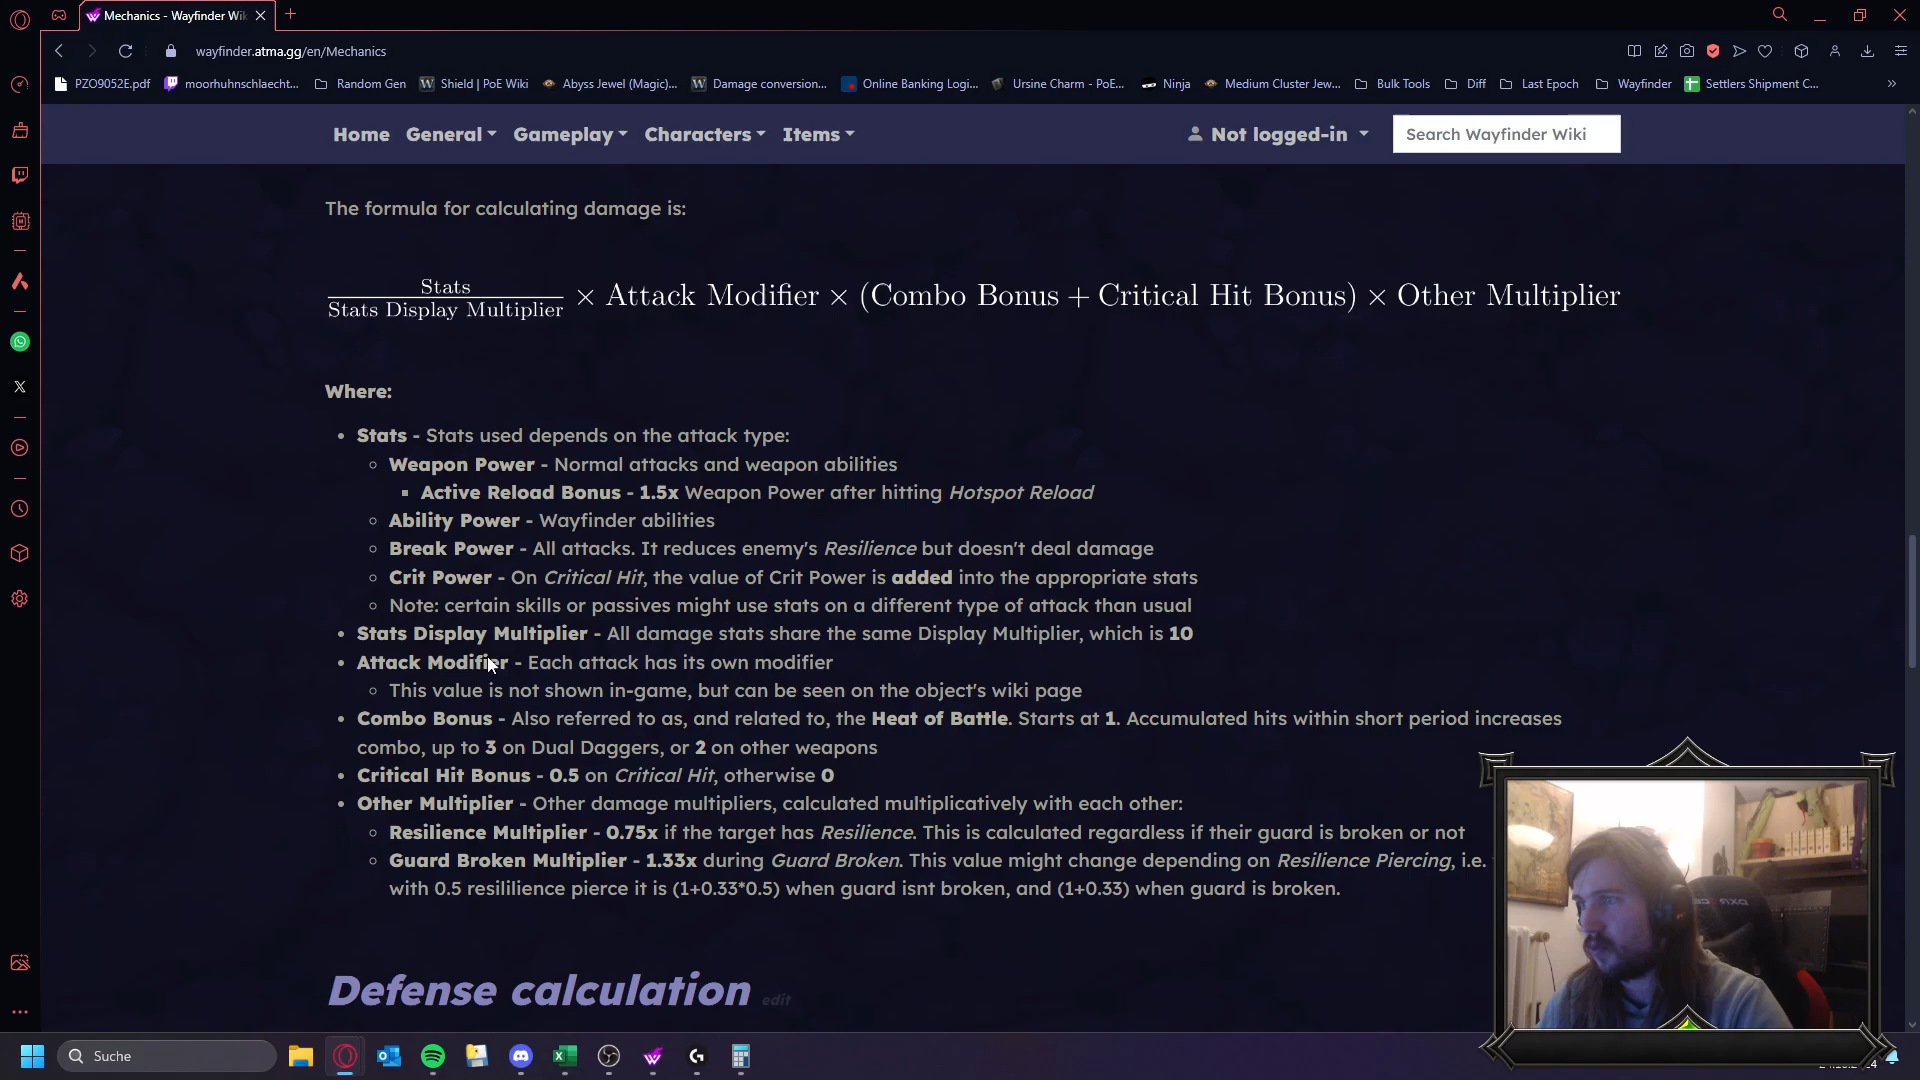 Mechanics - Wayfinder Wik
wayfinder.atma.gg/en/Mechanics
PZO9052E.pdf
moorhuhnschlaecht...
Random Gen
Shield | PoE Wiki
Abyss Jewel (Magic)...
Damage conversion...
Online Banking Logi...
Ursine Charm - PoE...
Ninja
Medium Cluster Jew...
Bulk Tools
Diff
Last Epoch
Wayfinder
Settlers Shipment C...
Home General Gameplay Characters Items Not logged-in Search Wayfinder Wiki
The formula for calculating damage is:
Stats
Stats Display Multiplier × Attack Modifier × (Combo Bonus + Critical Hit Bonus) × Other Multiplier
Where:
• Stats - Stats used depends on the attack type:
Weapon Power - Normal attacks and weapon abilities
Active Reload Bonus - 1.5x Weapon Power after hitting Hotspot Reload
Ability Power - Wayfinder abilities
Break Power - All attacks. It reduces enemy's Resilience but doesn't deal damage
Crit Power - On Critical Hit, the value of Crit Power is added into the appropriate stats
Note: certain skills or passives might use stats on a different type of attack than usual
• Stats Display Multiplier - All damage stats share the same Display Multiplier, which is 10
• Attack Modifier - Each attack has its own modifier
This value is not shown in-game, but can be seen on the object's wiki page
• Combo Bonus - Also referred to as, and related to, the Heat of Battle. Starts at 1. Accumulated hits within short period increases
combo, up to 3 on Dual Daggers, or 2 on other weapons
• Critical Hit Bonus - 0.5 on Critical Hit, otherwise 0
• Other Multiplier - Other damage multipliers, calculated multiplicatively with each other:
Resilience Multiplier - 0.75x if the target has Resilience. This is calculated regardless if their guard is broken or not
Guard Broken Multiplier - 1.33x during Guard Broken. This value might change depending on Resilience Piercing, i.e.
with 0.5 resililience pierce it is (1+0.33*0.5) when guard isnt broken, and (1+0.33) when guard is broken.
Defense calculation edit
Suche